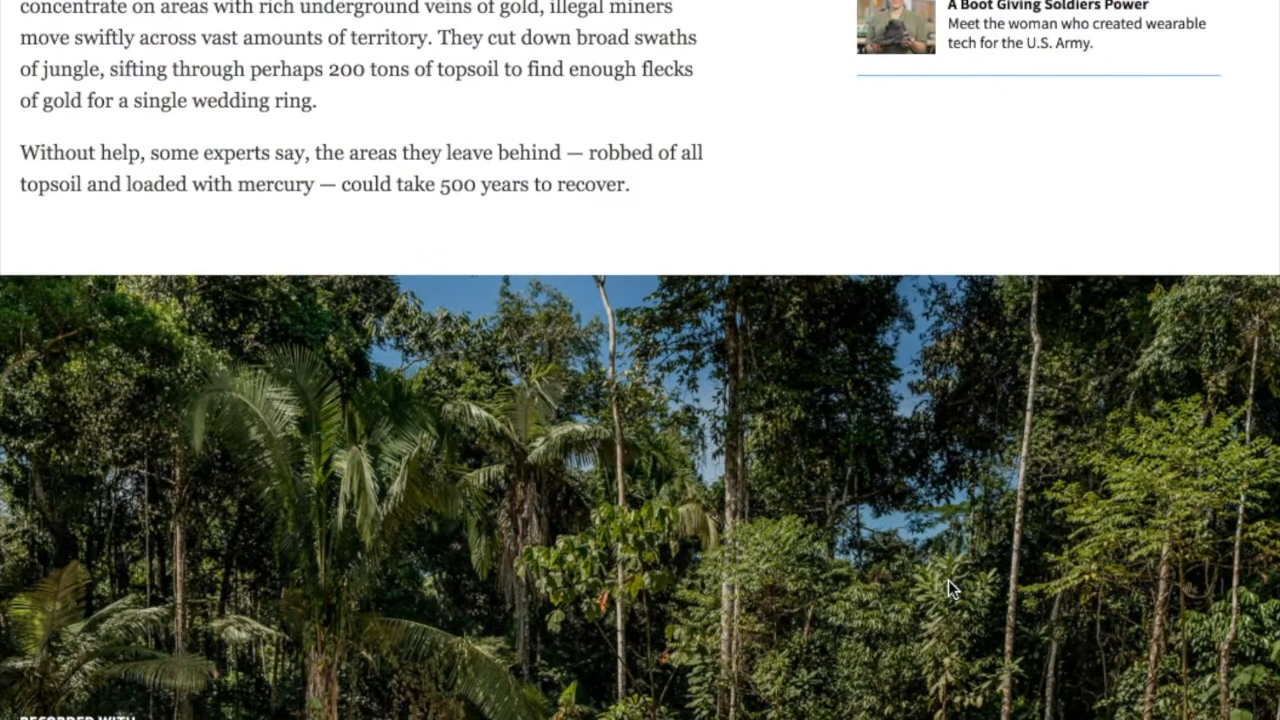 concentrate on areas with rich underground veins of gold, illegal miners
move swiftly across vast amounts of territory. They cut down broad swaths
of jungle, sifting through perhaps 200 tons of topsoil to find enough flecks
of gold for a single wedding ring.
Without help, some experts say, the areas they leave behind — robbed of all
topsoil and loaded with mercury — could take 500 years to recover.
A Boot Giving Soldiers Power
Meet the woman who created wearable
tech for the U.S. Army.
RECORDED WITH